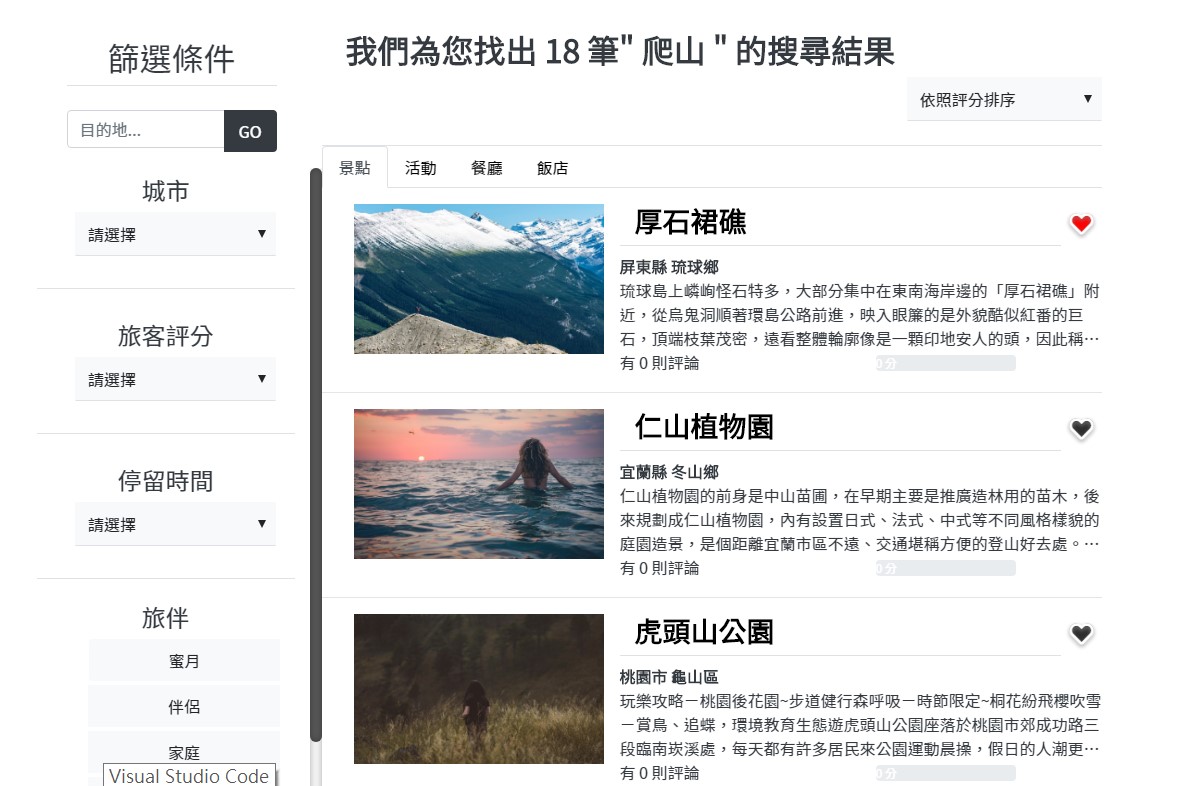 篩選條件
目的地...
GO
城市
請選擇
旅客評分
請選擇
停留時間
請選擇
旅伴
蜜月
伴侶
家庭
Visual Studio Code
我們為您找出 18 筆" 爬山 " 的搜尋結果
依照評分排序
景點 活動 餐廳 飯店
厚石裙礁
屏東縣 琉球鄉
琉球島上嶙峋怪石特多，大部分集中在東南海岸邊的「厚石裙礁」附
近，從烏鬼洞順著環島公路前進，映入眼簾的是外貌酷似紅番的巨
石，頂端枝葉茂密，遠看整體輪廓像是一顆印地安人的頭，因此稱…
有 0 則評論
0 分
仁山植物園
宜蘭縣 冬山鄉
仁山植物園的前身是中山苗圃，在早期主要是推廣造林用的苗木，後
來規劃成仁山植物園，內有設置日式、法式、中式等不同風格樣貌的
庭園造景，是個距離宜蘭市區不遠、交通堪稱方便的登山好去處。…
有 0 則評論
0 分
虎頭山公園
桃園市 龜山區
玩樂攻略－桃園後花園~步道健行森呼吸－時節限定~桐花紛飛櫻吹雪
－賞鳥、追蝶，環境教育生態遊虎頭山公園座落於桃園市郊成功路三
段臨南崁溪處，每天都有許多居民來公園運動晨操，假日的人潮更…
有 0 則評論
0 分